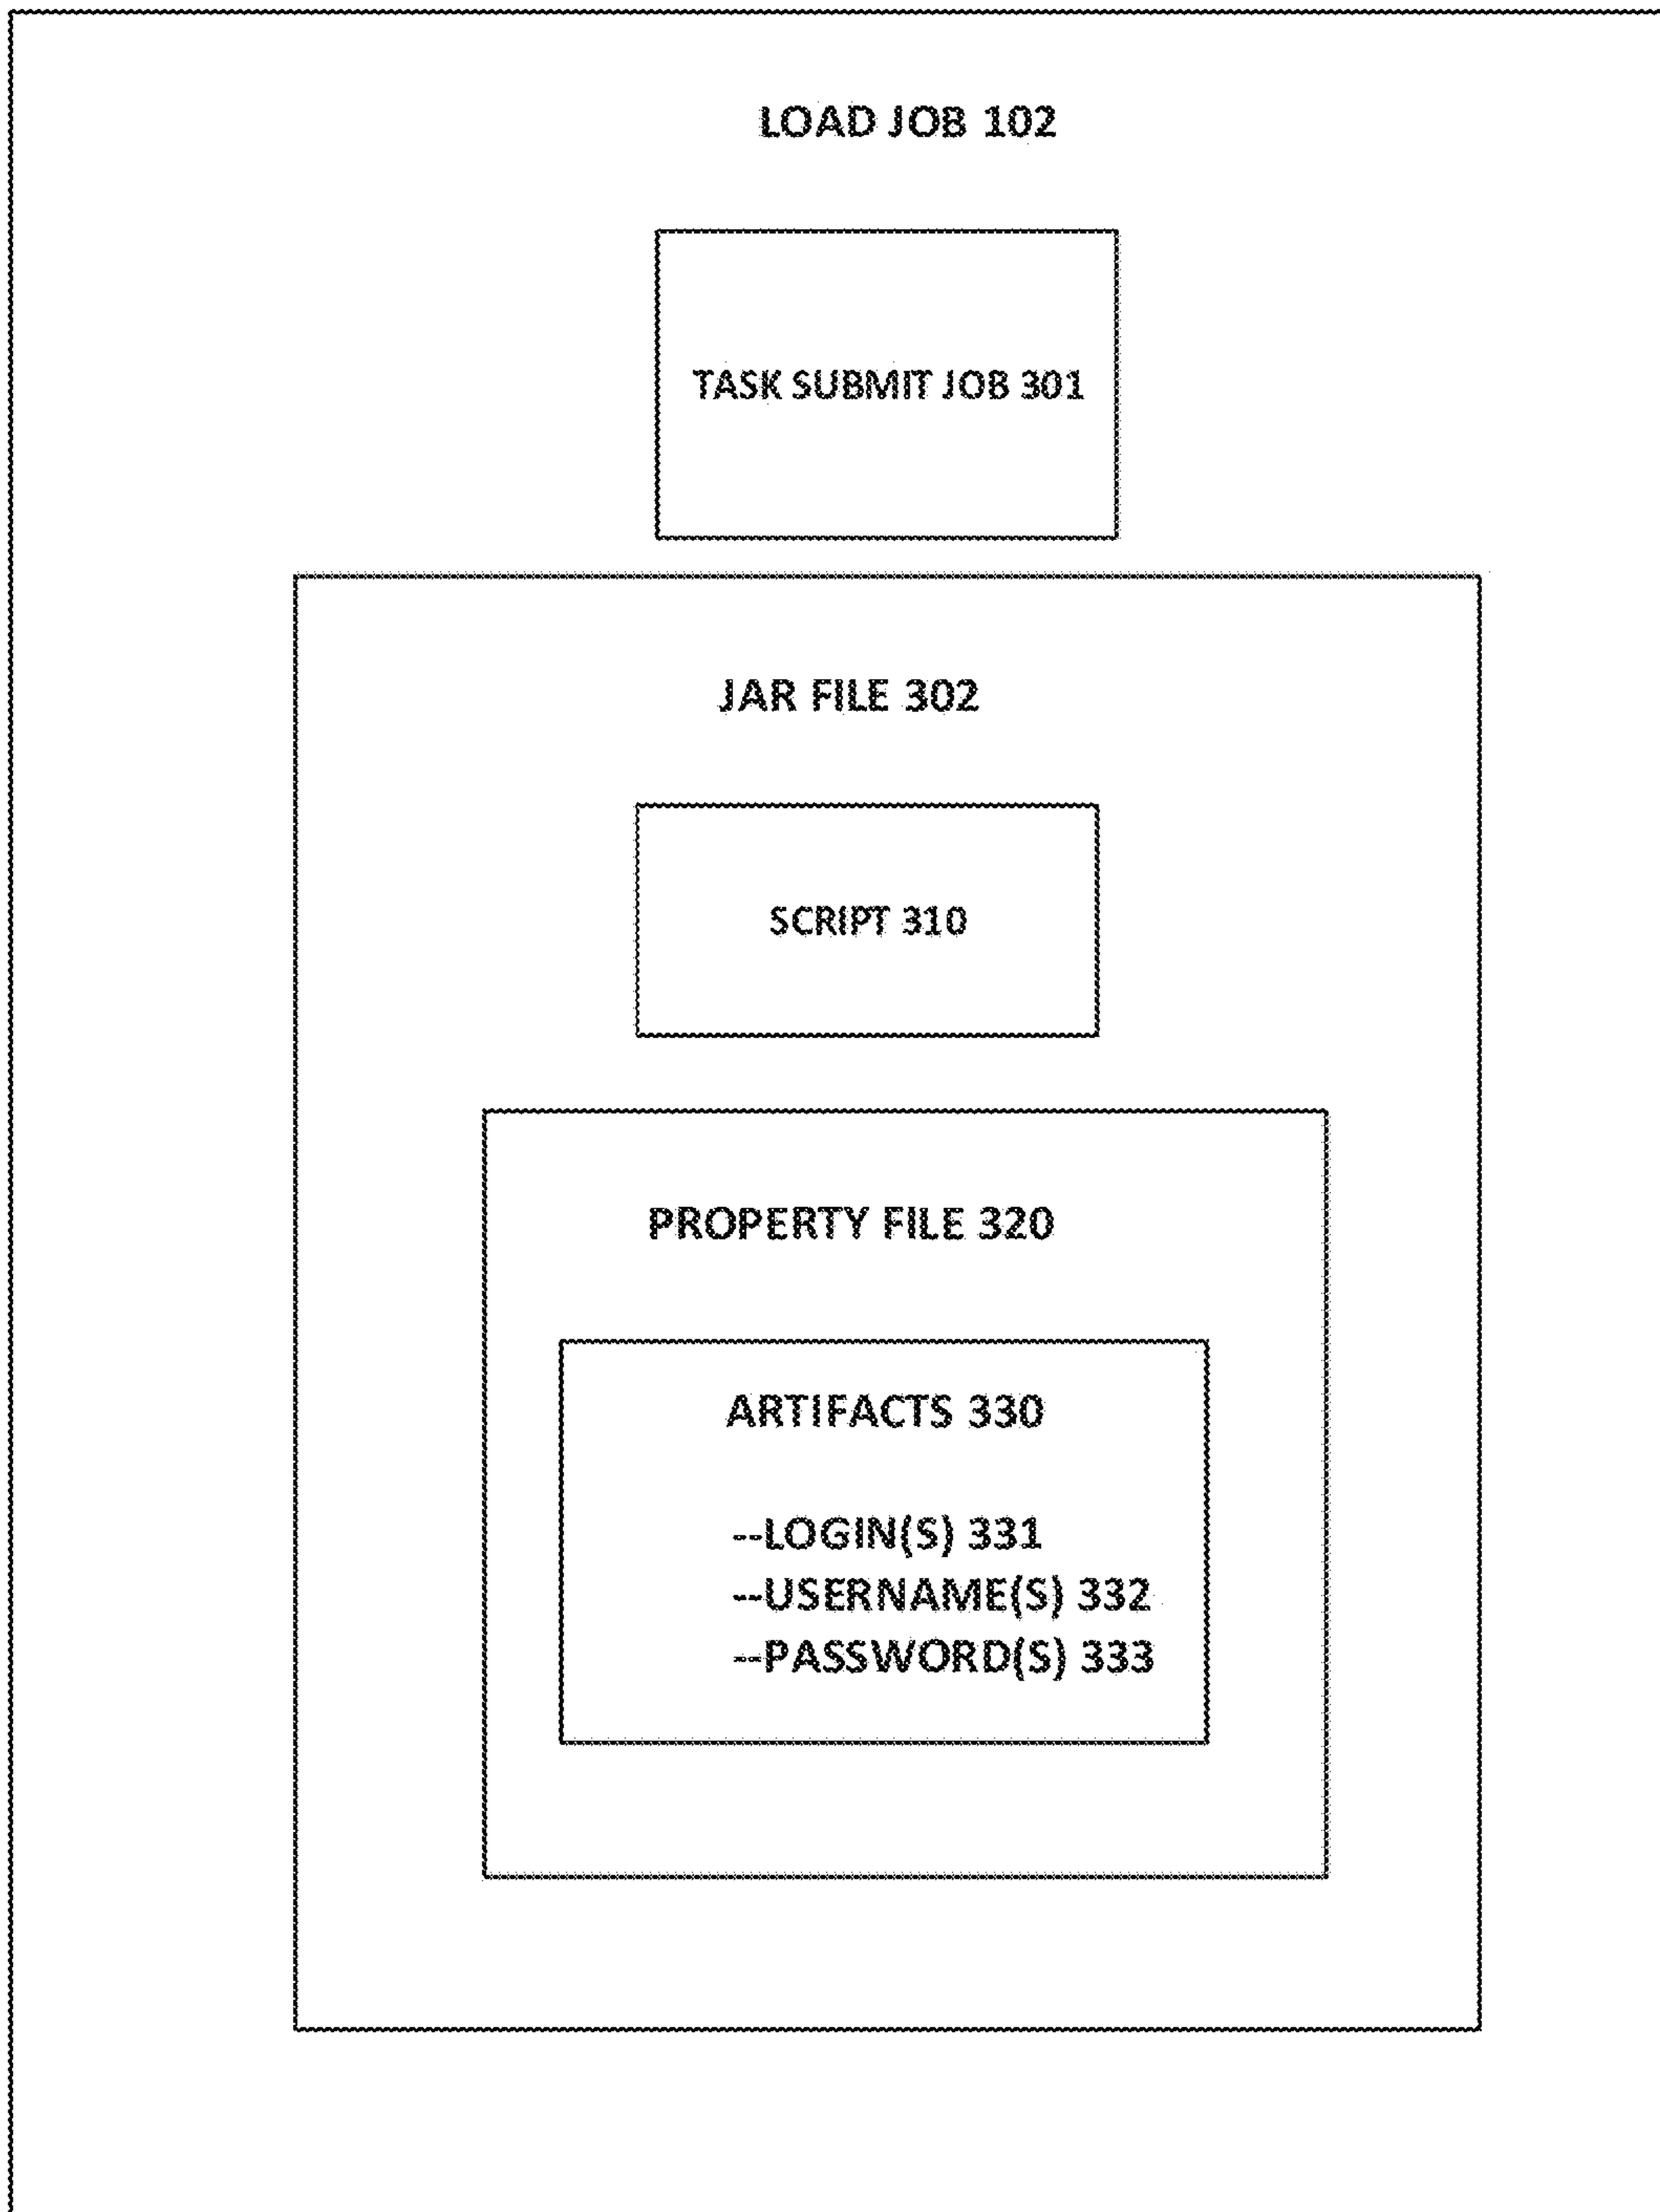 LOAD JOB 102
TASK SUBMIT JOB 301
JAR FILE 302
SCRIPT 310
PROPERTY FILE 320
ARTIFACTS 330
--LOGIN(S) 331
--USERNAME(S) 332
--PASSWORD(S) 333